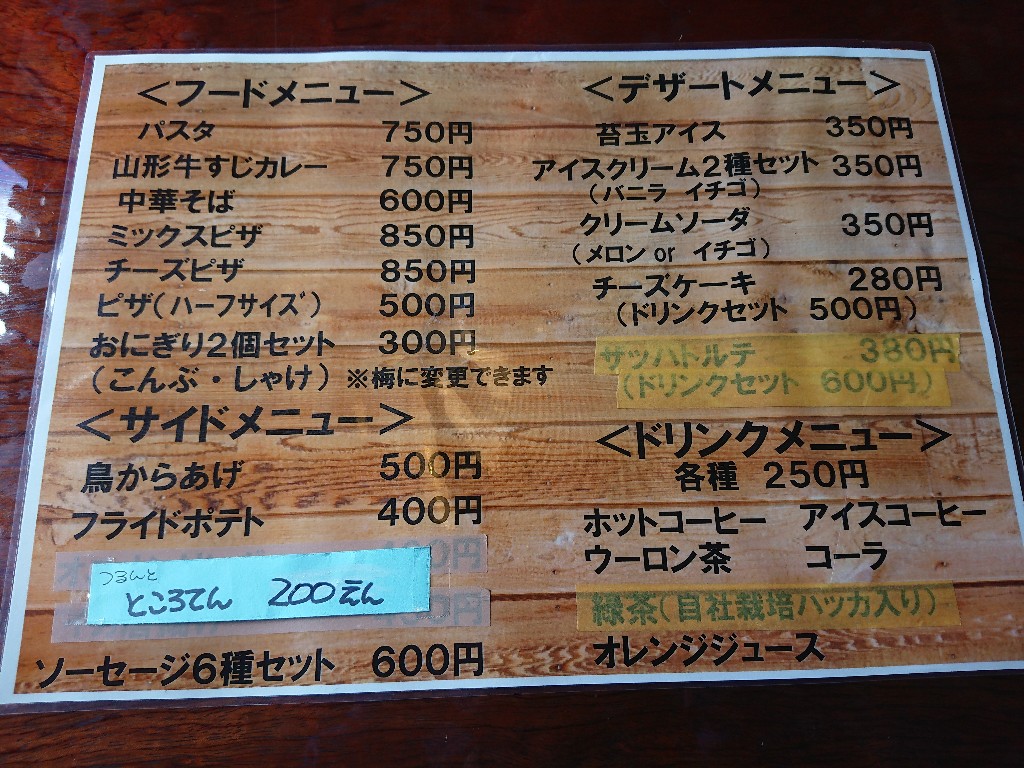 ＜フードメニュー＞
パスタ 750円
山形牛すじカレー 750円
中華そば 600円
ミックスピザ 850円
チーズピザ 850円
ピザ(ハーフサイズ) 500円
おにぎり2個セット 300円
(こんぶ・しゃけ) ※梅に変更できます
＜サイドメニュー＞
鳥からあげ 500円
フライドポテト 400円
つるんと
ところてん 200えん
ソーセージ6種セット 600円
＜デザートメニュー＞
苔玉アイス 350円
アイスクリーム2種セット 350円
(バニラ イチゴ)
クリームソーダ 350円
(メロン or イチゴ)
チーズケーキ 280円
(ドリンクセット 500円)
サッハトルテ 380円
(ドリンクセット 600円)
＜ドリンクメニュー＞
各種 250円
ホットコーヒー アイスコーヒー
ウーロン茶 コーラ
緑茶(自社栽培ハッカ入り)
オレンジジュース